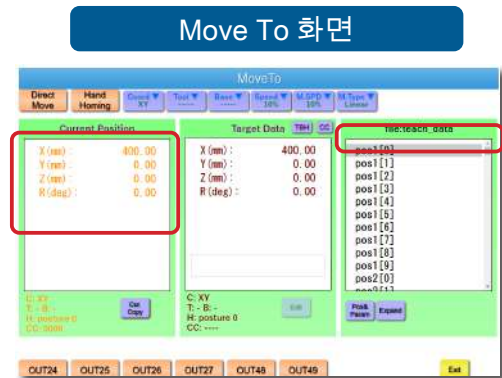 Move To 화면
MoveTo
Direct Move
Hand Homing
Coord ▼ XY
Tool ▼ ----
Base ▼ ----
Speed ▼ 10%
M.SPD ▼ 10%
M.Type ▼ Linear
Current Position
X(mm) : 400.00
Y(mm) : 0.00
Z(mm) : 0.00
R(deg) : 0.00
C: XY
T: - B: -
H: posture 0
CC:
Cur. Copy
Target Data TBH CC
X(mm) : 400.00
Y(mm) : 0.00
Z(mm) : 0.00
R(deg) : 0.00
C: XY
T: - B: -
H: posture 0
CC: ----
Edit
file:teach_data
pos1[0]
pos1[1]
pos1[2]
pos1[3]
pos1[4]
pos1[5]
pos1[6]
pos1[7]
pos1[8]
pos1[9]
pos2[0]
pos2[1]
Pos& Param
Expand
OUT24 OUT25 OUT26 OUT27 OUT48 OUT49 Exit